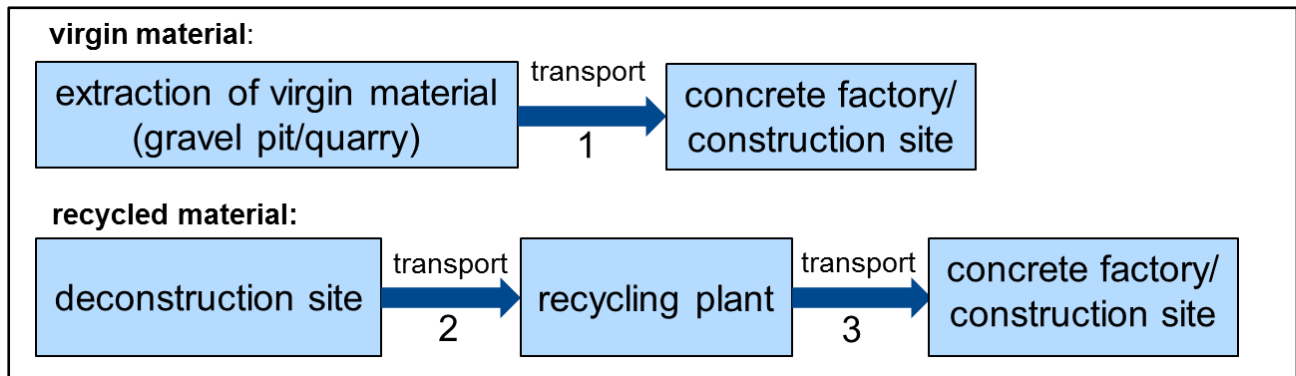 virgin material:
extraction of virgin material
(gravel pit/quarry)
transport
1
concrete factory/
construction site
recycled material:
deconstruction site
transport
2
recycling plant
transport
3
concrete factory/
construction site